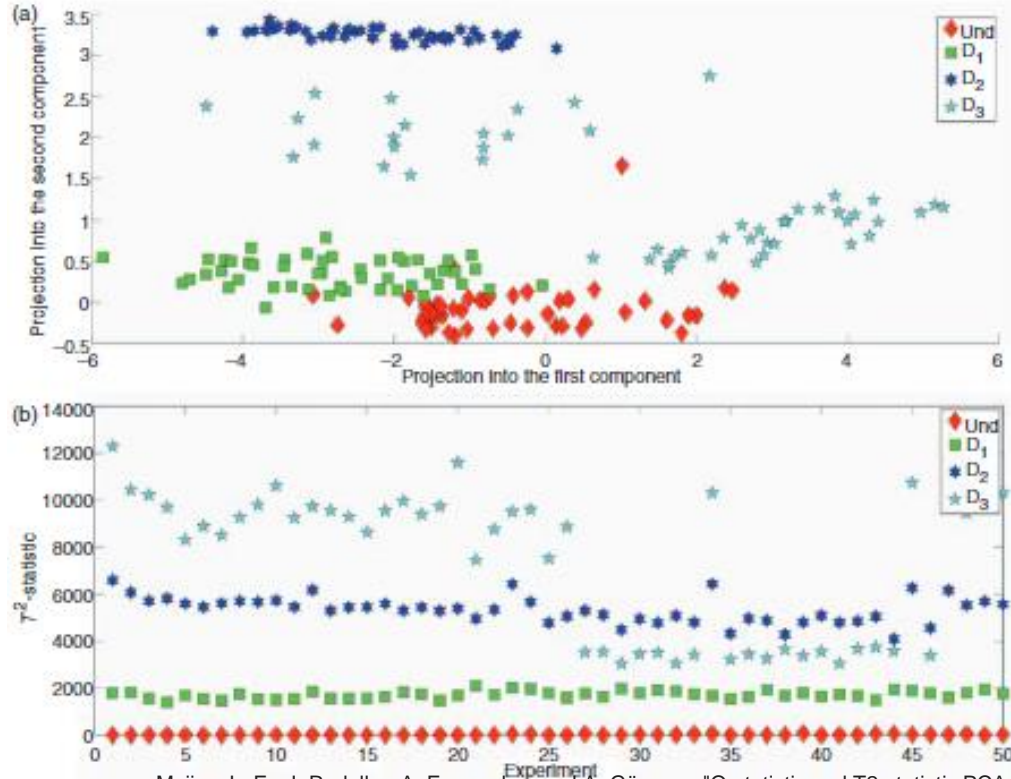 (a)
Projection into the second component
3.5
3
2.5
2
1.5
1
0.5
0
−0.5
−6
−4
−2
0
2
4
6
Projection into the first component
Und
D1
D2
D3
(b)
T2-statistic
14000
12000
10000
8000
6000
4000
2000
0
0
5
10
15
20
25
30
35
40
45
50
Experiment
Und
D1
D2
D3